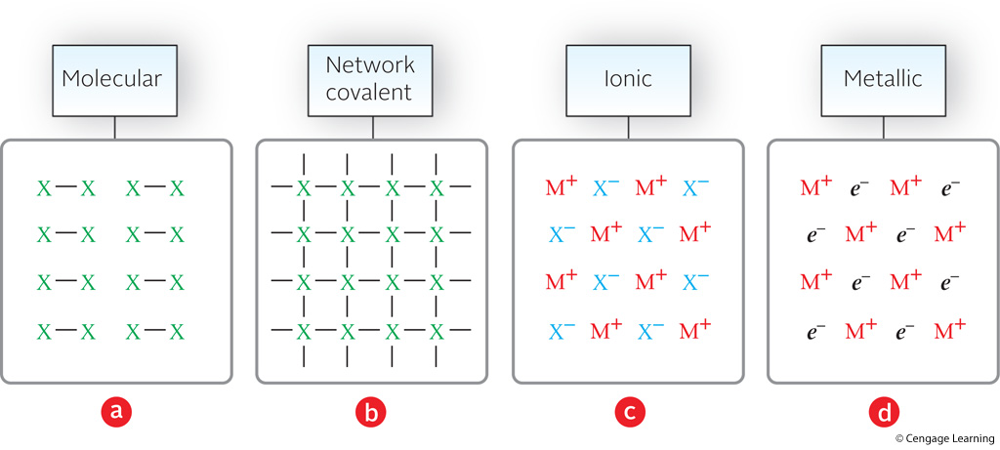 Molecular
Network
covalent
Ionic
Metallic
X—X X—X
X—X X—X
X—X X—X
X—X X—X
—X—X—X—X—
—X—X—X—X—
—X—X—X—X—
—X—X—X—X—
M⁺ X⁻ M⁺ X⁻
X⁻ M⁺ X⁻ M⁺
M⁺ X⁻ M⁺ X⁻
X⁻ M⁺ X⁻ M⁺
M⁺ e⁻ M⁺ e⁻
e⁻ M⁺ e⁻ M⁺
M⁺ e⁻ M⁺ e⁻
e⁻ M⁺ e⁻ M⁺
a
b
c
d
© Cengage Learning